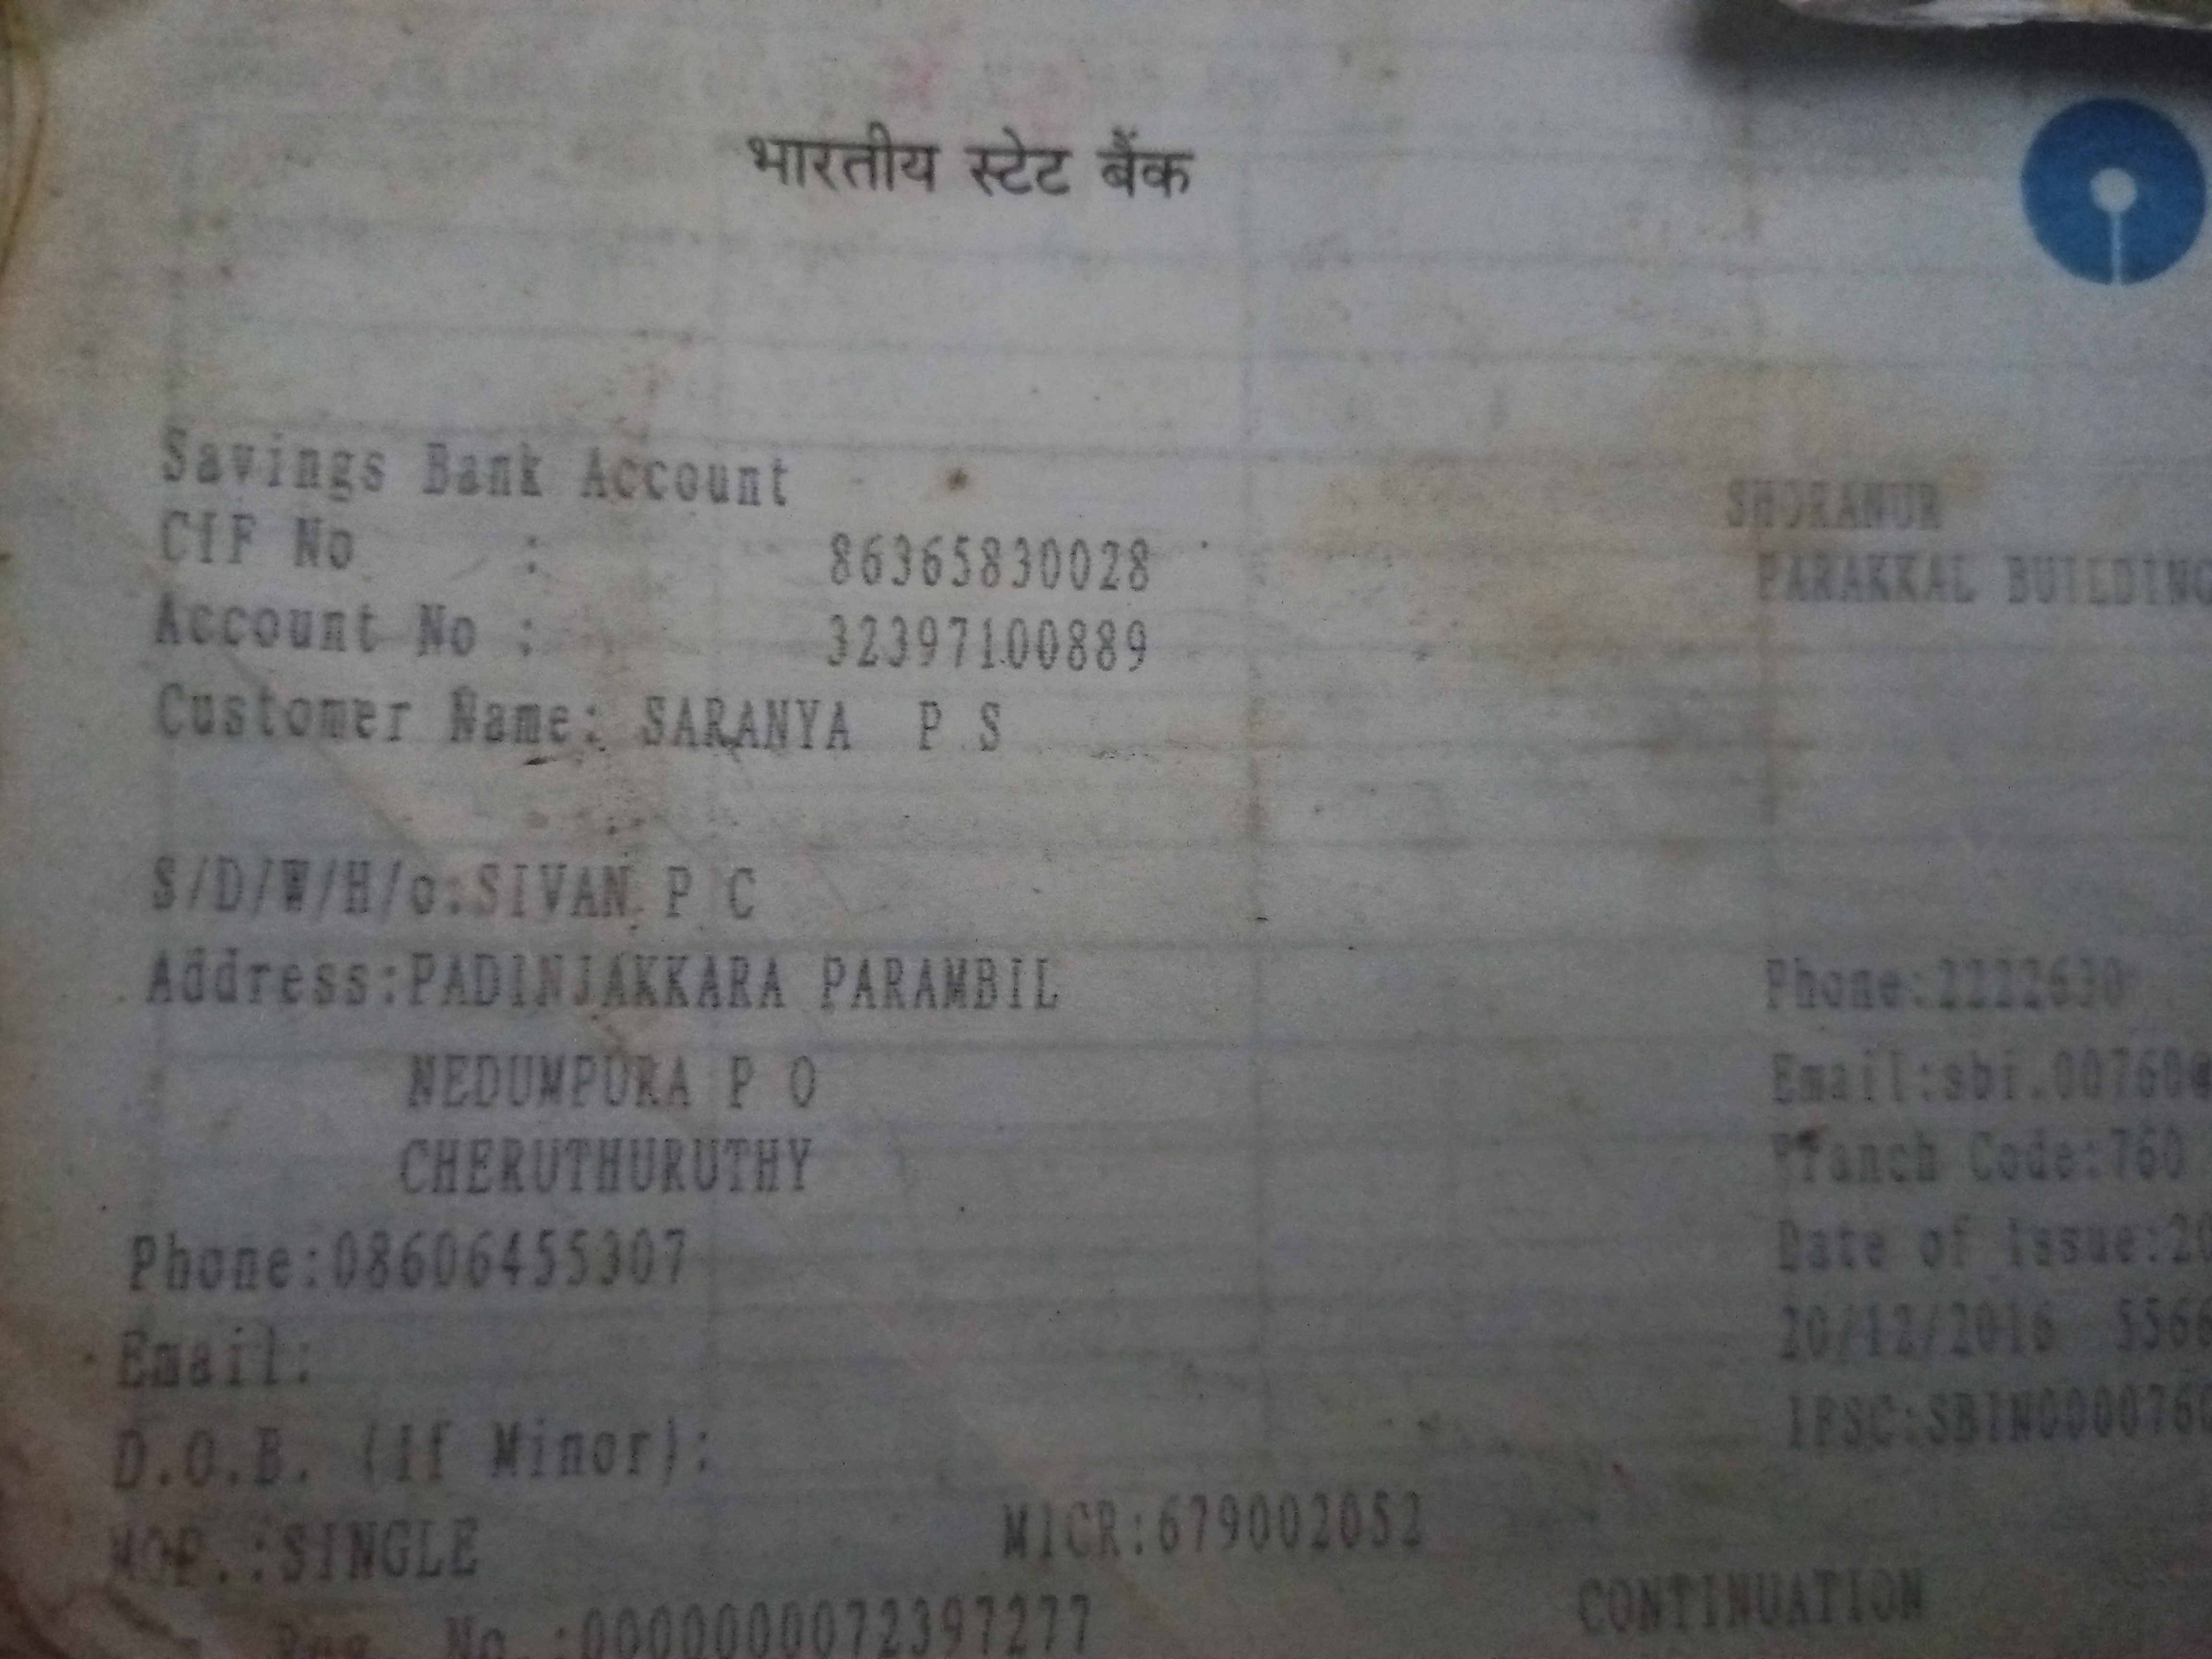 भारतीय स्टेट बैंक
Savings Bank Account
SHORANUR
CIF No : 86365830028
PARAKKAL BUILDING
Account No : 32397100889
Customer Name: SARANYA P S
S/D/W/H/o:SIVAN P C
Address:PADINJAKKARA PARAMBIL
Phone:2222630
NEDUMPURA P O
Email:sbi.00760@
CHERUTHURUTHY
Branch Code:760
Phone:08606455307
Date of Issue:20
Email:
20/12/2016 556
D.O.B. (if Minor):
IFSC:SBIN000076
MOP.:SINGLE
MICR:679002052
CONTINUATION
Reg. No.:0000000072397277